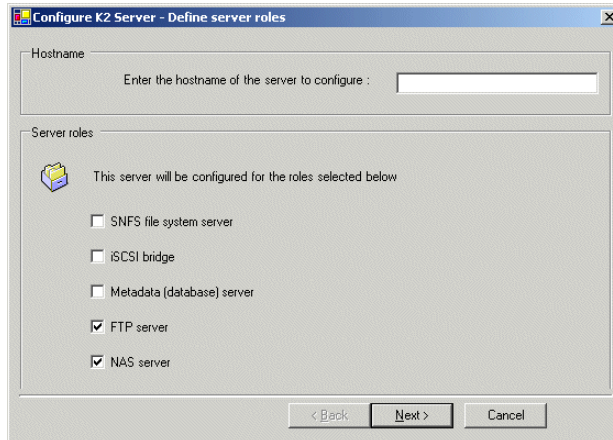 Configure K2 Server - Define server roles
Hostname
Enter the hostname of the server to configure :
Server roles
This server will be configured for the roles selected below
SNFS file system server
iSCSI bridge
Metadata (database) server
FTP server
NAS server
< Back
Next >
Cancel